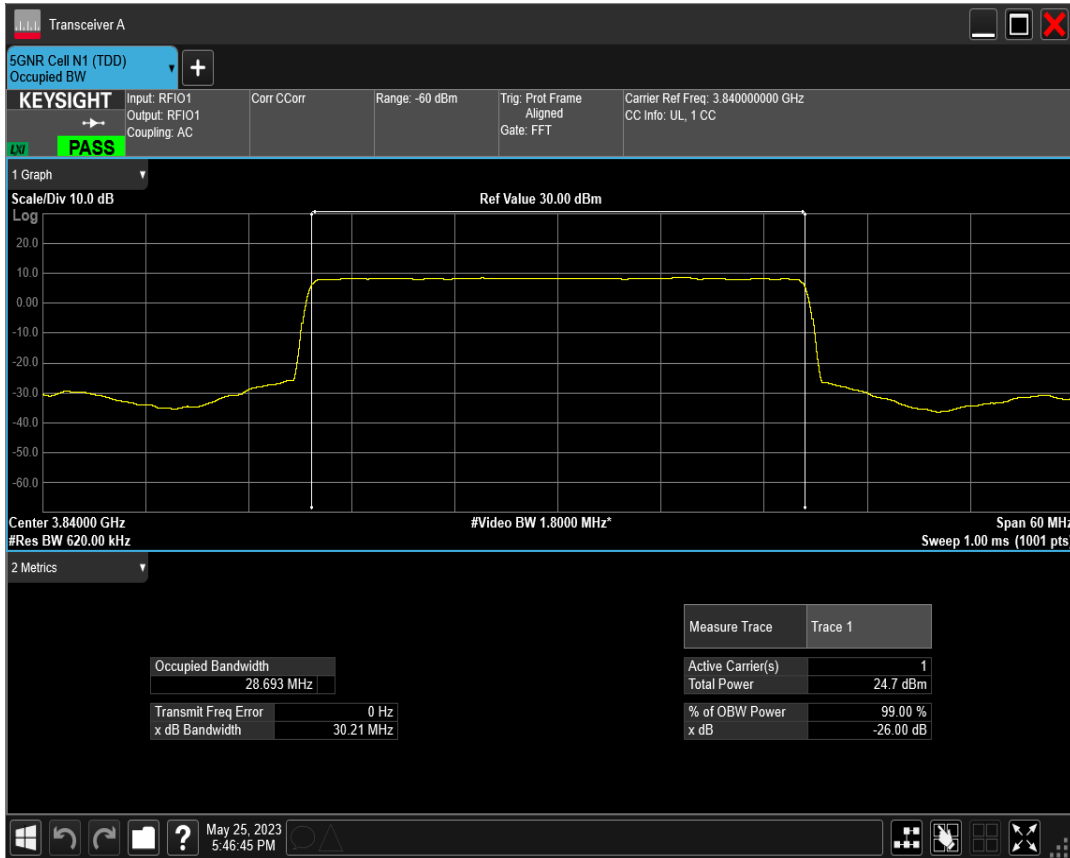 Transceiver A
5GNR Cell N1 (TDD)
Occupied BW
+
KEYSIGHT
LXI
PASS
Input: RFIO1
Output: RFIO1
Coupling: AC
Corr CCorr
Range: -60 dBm
Trig: Prot Frame
Aligned
Gate: FFT
Carrier Ref Freq: 3.840000000 GHz
CC Info: UL, 1 CC
1 Graph
Scale/Div 10.0 dB
Ref Value 30.00 dBm
Log
20.0
10.0
0.00
-10.0
-20.0
-30.0
-40.0
-50.0
-60.0
Center 3.84000 GHz
#Video BW 1.8000 MHz*
Span 60 MHz
#Res BW 620.00 kHz
Sweep 1.00 ms (1001 pts)
2 Metrics
Measure Trace Trace 1
Occupied Bandwidth
28.693 MHz
Active Carrier(s) 1
Total Power 24.7 dBm
Transmit Freq Error 0 Hz
x dB Bandwidth 30.21 MHz
% of OBW Power 99.00 %
x dB -26.00 dB
?
May 25, 2023
5:46:45 PM